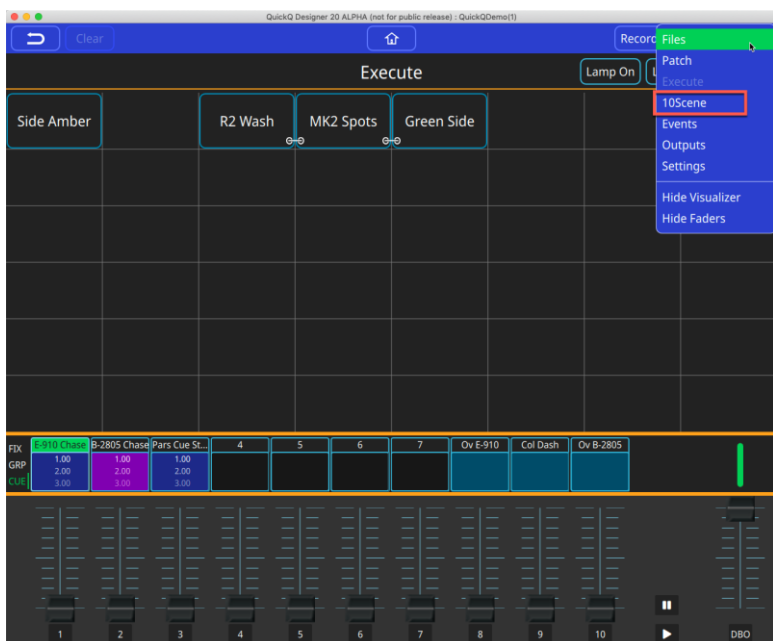 QuickQ Designer 20 ALPHA (not for public release) : QuickQDemo(1)
Clear
Record
Files
Patch
Execute
10Scene
Events
Outputs
Settings
Hide Visualizer
Hide Faders
Execute
Lamp On
Side Amber
R2 Wash
MK2 Spots
Green Side
FIX
GRP
CUE
E-910 Chase
1.00
2.00
3.00
B-2805 Chase
1.00
2.00
3.00
Pars Cue St...
1.00
2.00
3.00
4
5
6
7
Ov E-910
Col Dash
Ov B-2805
1
2
3
4
5
6
7
8
9
10
DBO